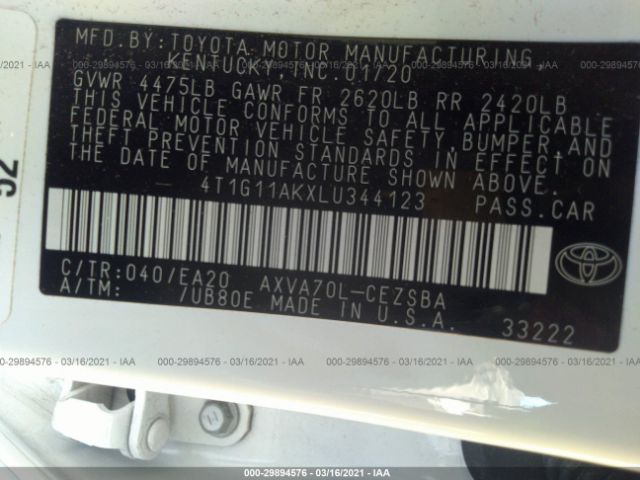 MFD.BY:TOYOTA MOTOR MANUFACTURING,
KENTUCKY, INC. 01/20
GVWR 4475LB GAWR FR 2620LB RR 2420LB
THIS VEHICLE CONFORMS TO ALL APPLICABLE
FEDERAL MOTOR VEHICLE SAFETY,BUMPER,AND
THEFT PREVENTION STANDARDS IN EFFECT ON
THE DATE OF MANUFACTURE SHOWN ABOVE.
4T1G11AKXLU344123 PASS.CAR
C/TR:040/EA20 AXVA70L-CEZSBA
A/TM: /UB80E MADE IN U.S.A.
33222
TOYOTA
52
000-29894576 - 03/16/2021 - IAA